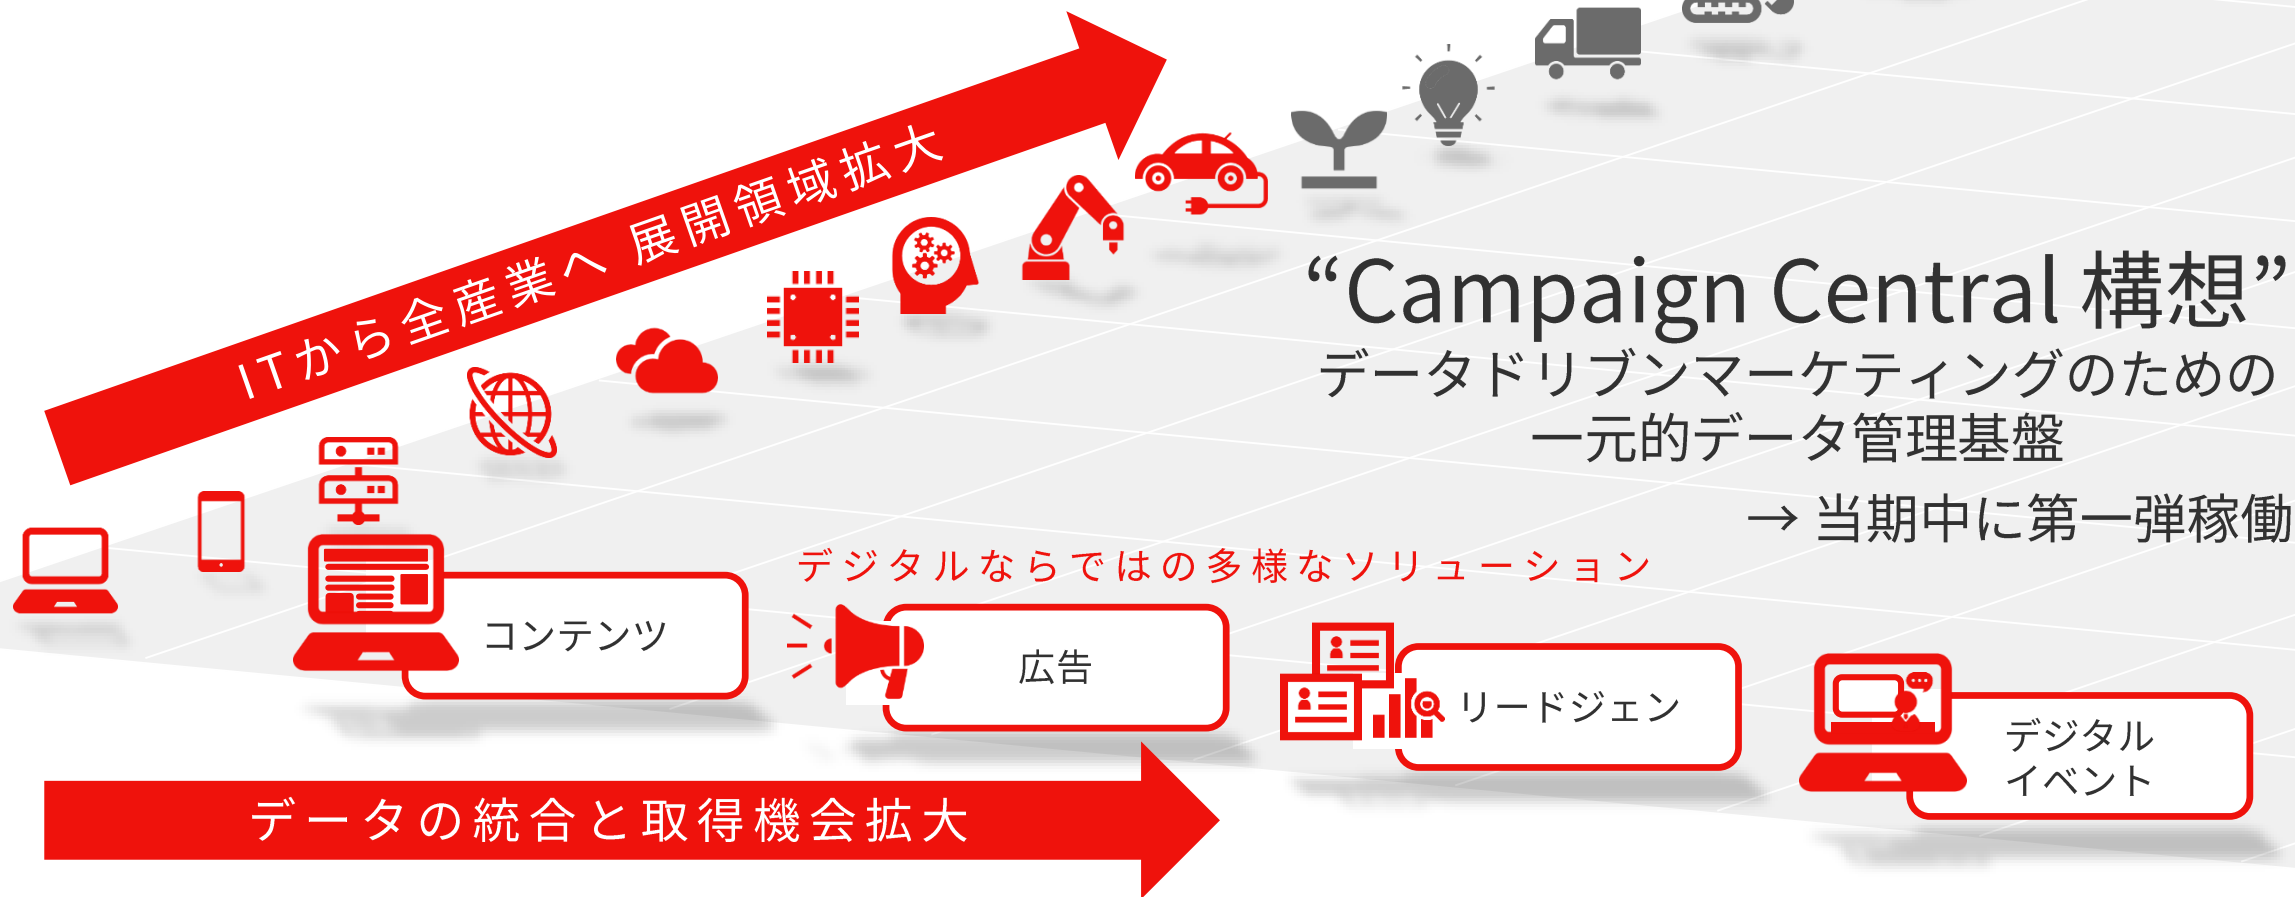 ITから全産業へ 展開領域拡大
“Campaign Central 構想”
データドリブンマーケティングのための
一元的データ管理基盤
→ 当期中に第一弾稼働
デジタルならではの多様なソリューション
コンテンツ
広告
リードジェン
デジタル
イベント
データの統合と取得機会拡大